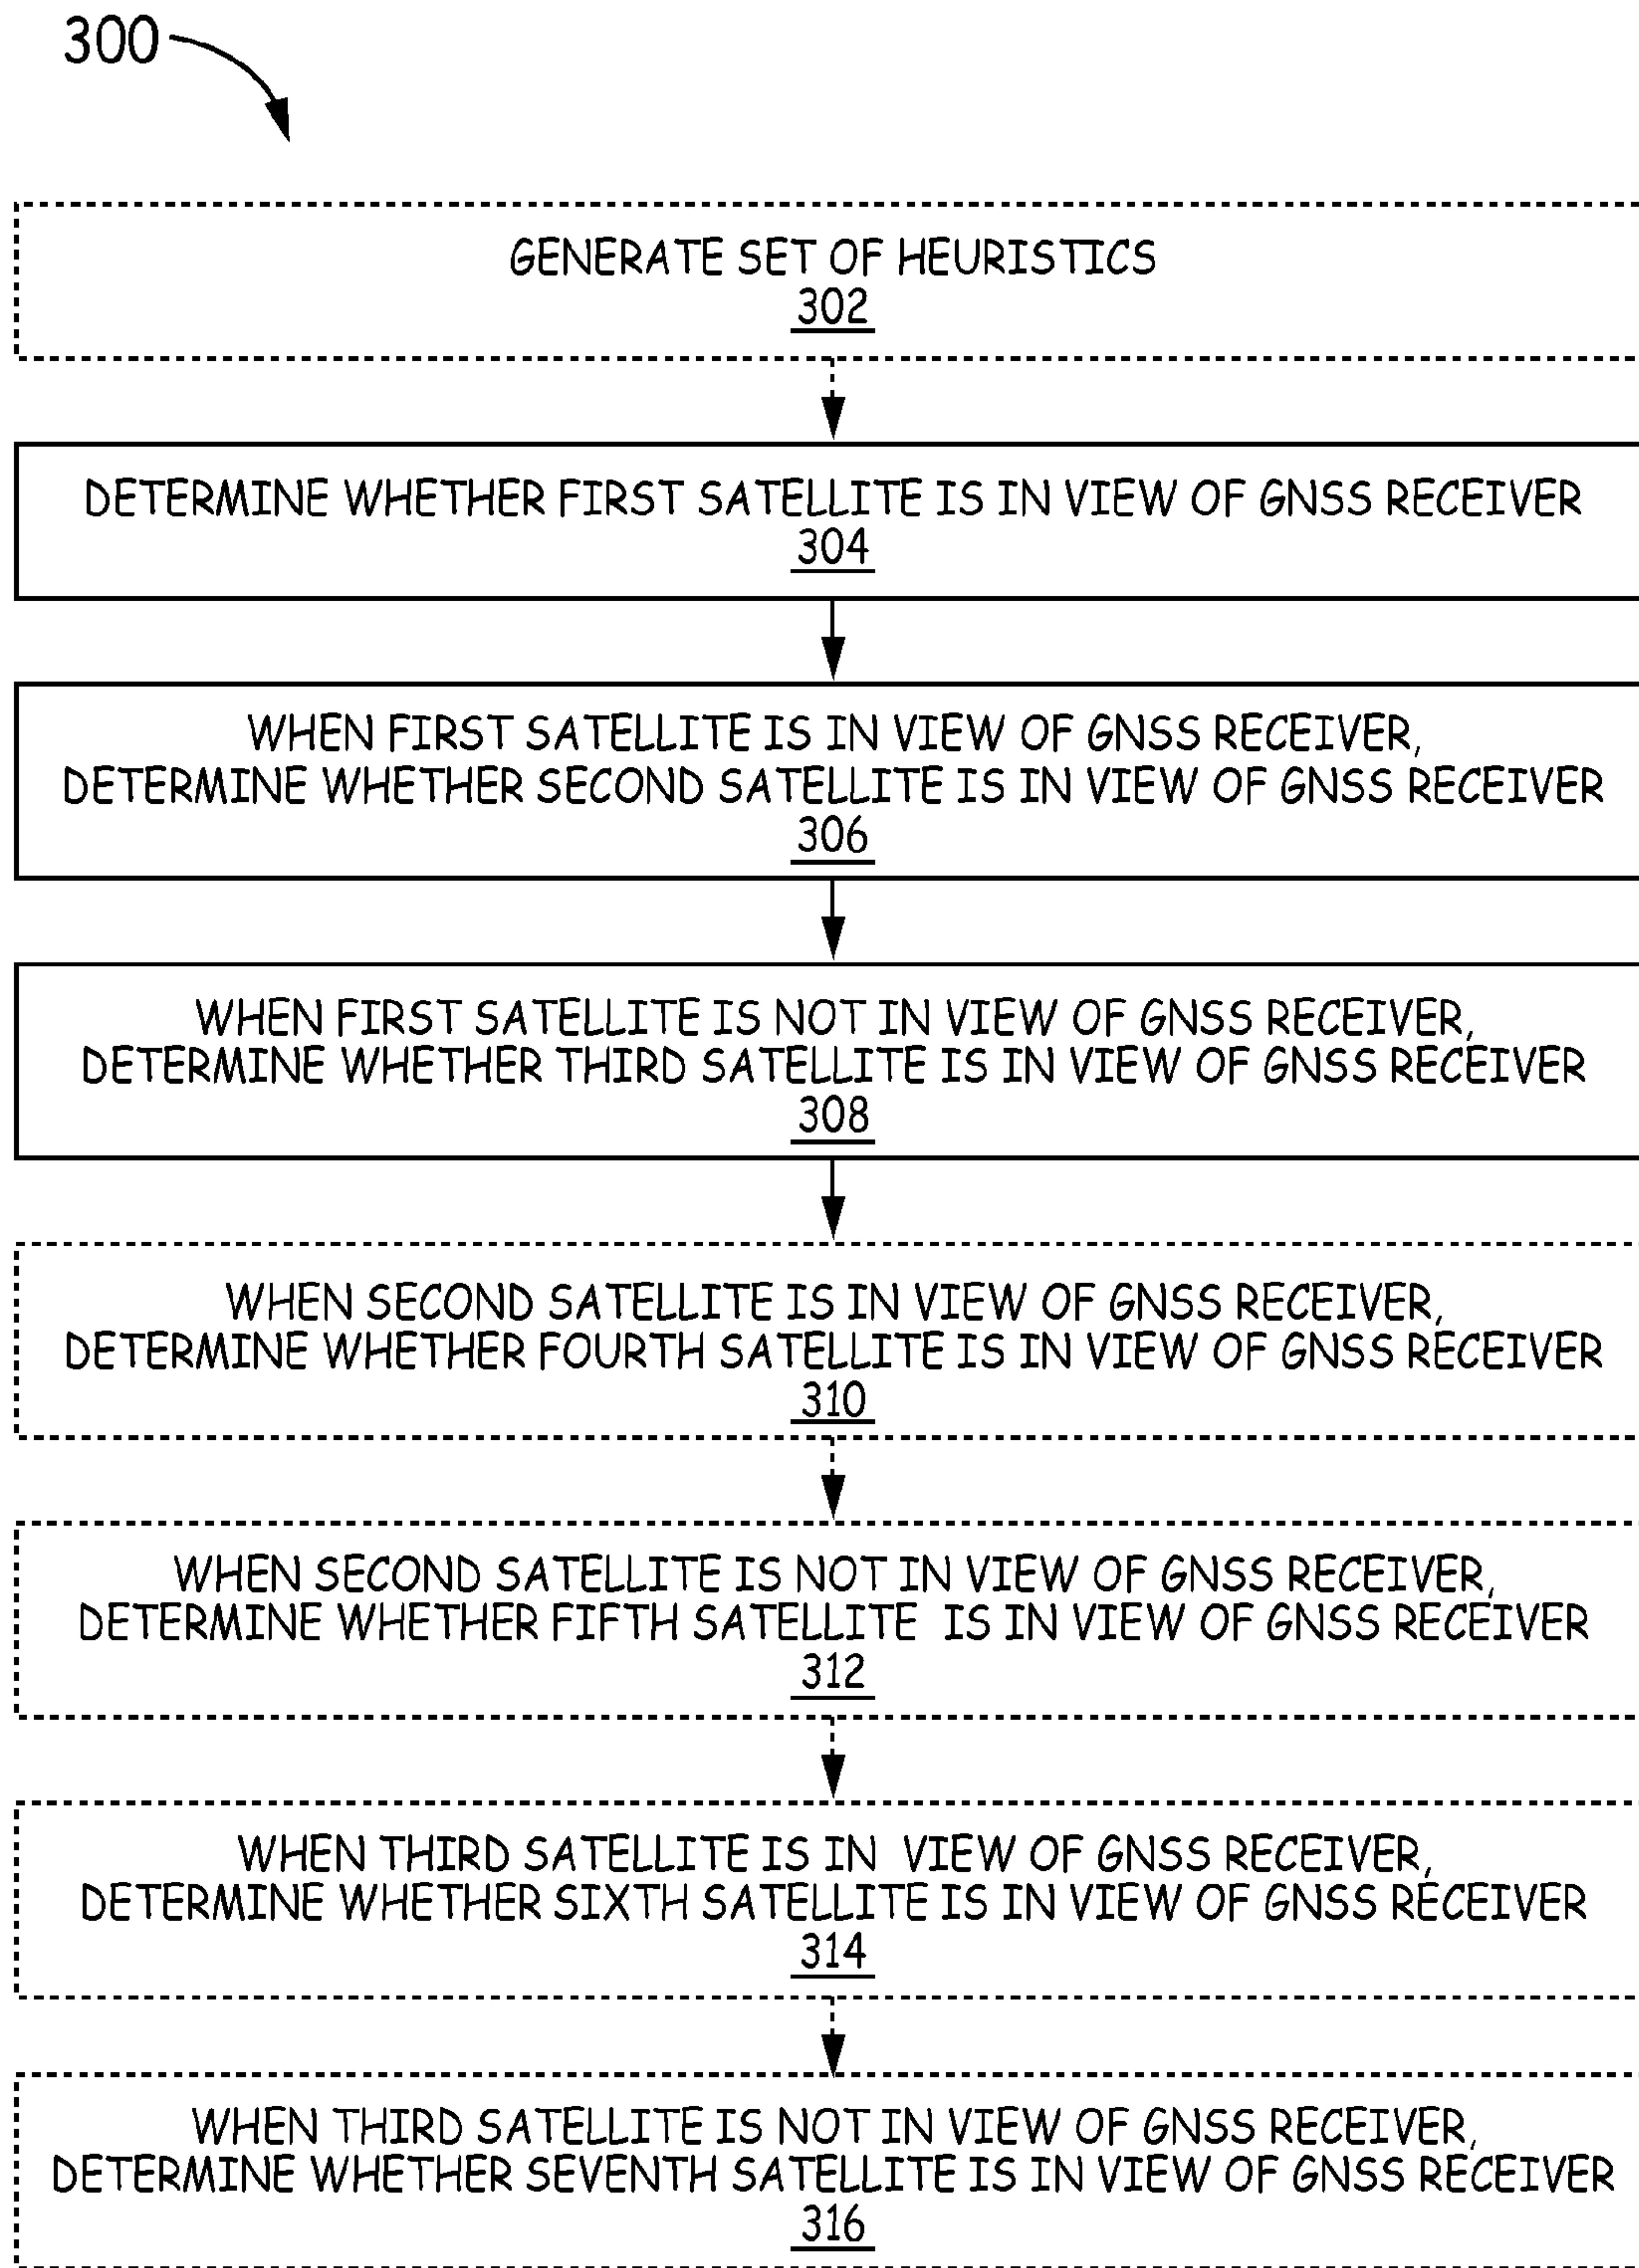 300
GENERATE SET OF HEURISTICS
302
DETERMINE WHETHER FIRST SATELLITE IS IN VIEW OF GNSS RECEIVER
304
WHEN FIRST SATELLITE IS IN VIEW OF GNSS RECEIVER,
DETERMINE WHETHER SECOND SATELLITE IS IN VIEW OF GNSS RECEIVER
306
WHEN FIRST SATELLITE IS NOT IN VIEW OF GNSS RECEIVER,
DETERMINE WHETHER THIRD SATELLITE IS IN VIEW OF GNSS RECEIVER
308
WHEN SECOND SATELLITE IS IN VIEW OF GNSS RECEIVER,
DETERMINE WHETHER FOURTH SATELLITE IS IN VIEW OF GNSS RECEIVER
310
WHEN SECOND SATELLITE IS NOT IN VIEW OF GNSS RECEIVER,
DETERMINE WHETHER FIFTH SATELLITE IS IN VIEW OF GNSS RECEIVER
312
WHEN THIRD SATELLITE IS IN VIEW OF GNSS RECEIVER,
DETERMINE WHETHER SIXTH SATELLITE IS IN VIEW OF GNSS RECEIVER
314
WHEN THIRD SATELLITE IS NOT IN VIEW OF GNSS RECEIVER,
DETERMINE WHETHER SEVENTH SATELLITE IS IN VIEW OF GNSS RECEIVER
316